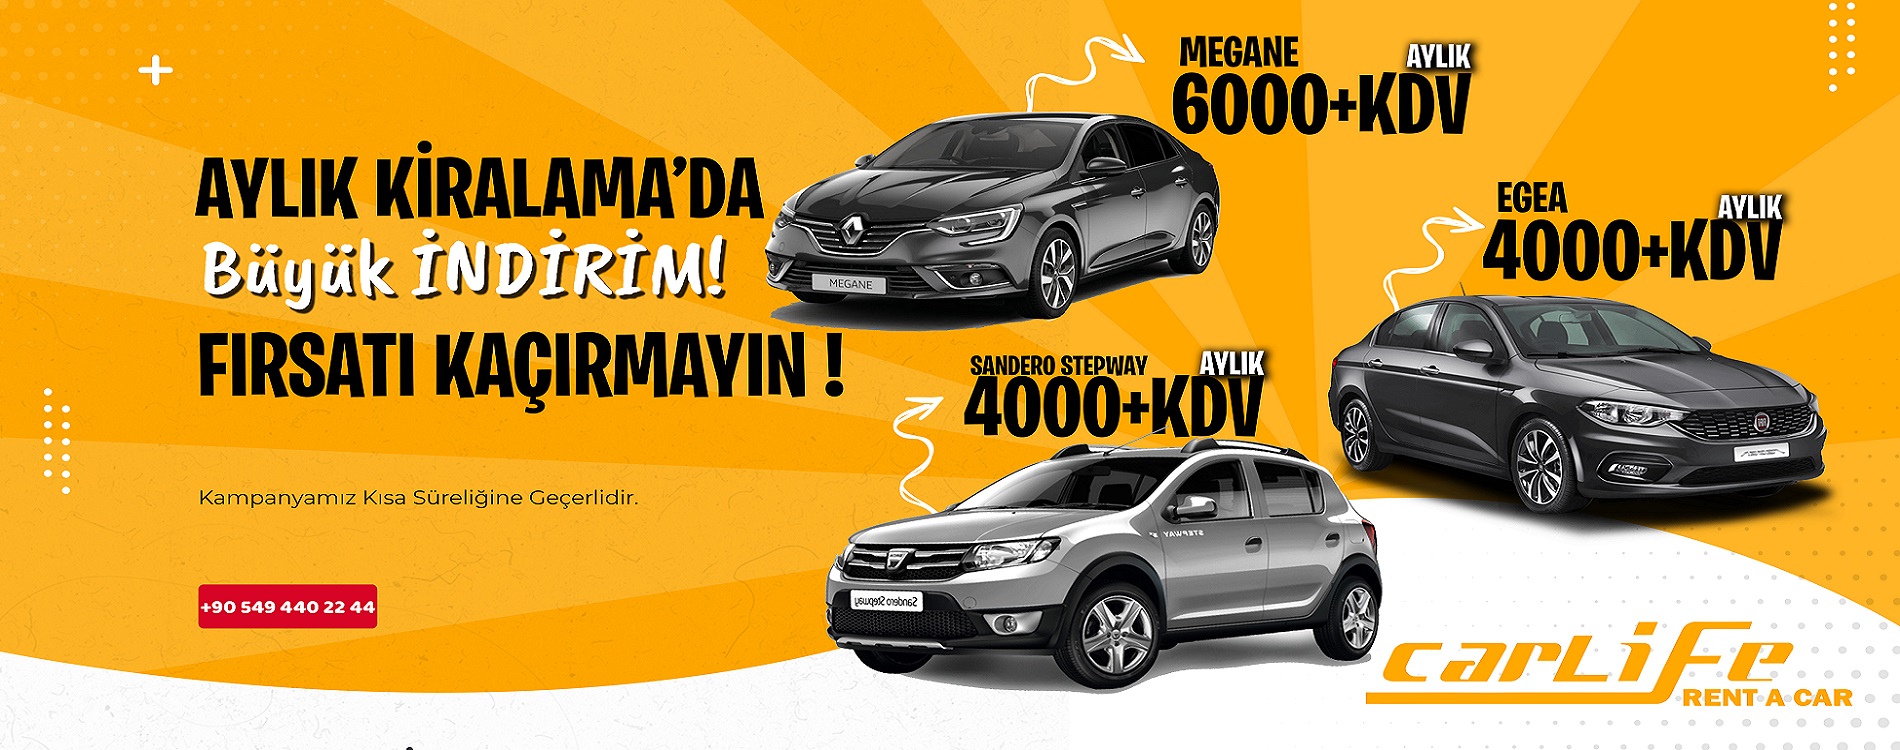 AYLIK KİRALAMA'DA
Büyük İNDİRİM!
FIRSATI KAÇIRMAYIN !
Kampanyamız Kısa Süreliğine Geçerlidir.
+90 549 440 22 44
MEGANE AYLIK
6000+KDV
MEGANE
EGEA AYLIK
4000+KDV
SANDERO STEPWAY AYLIK
4000+KDV
STEPWAY
Sandero Stepway
carLiFe
RENT A CAR